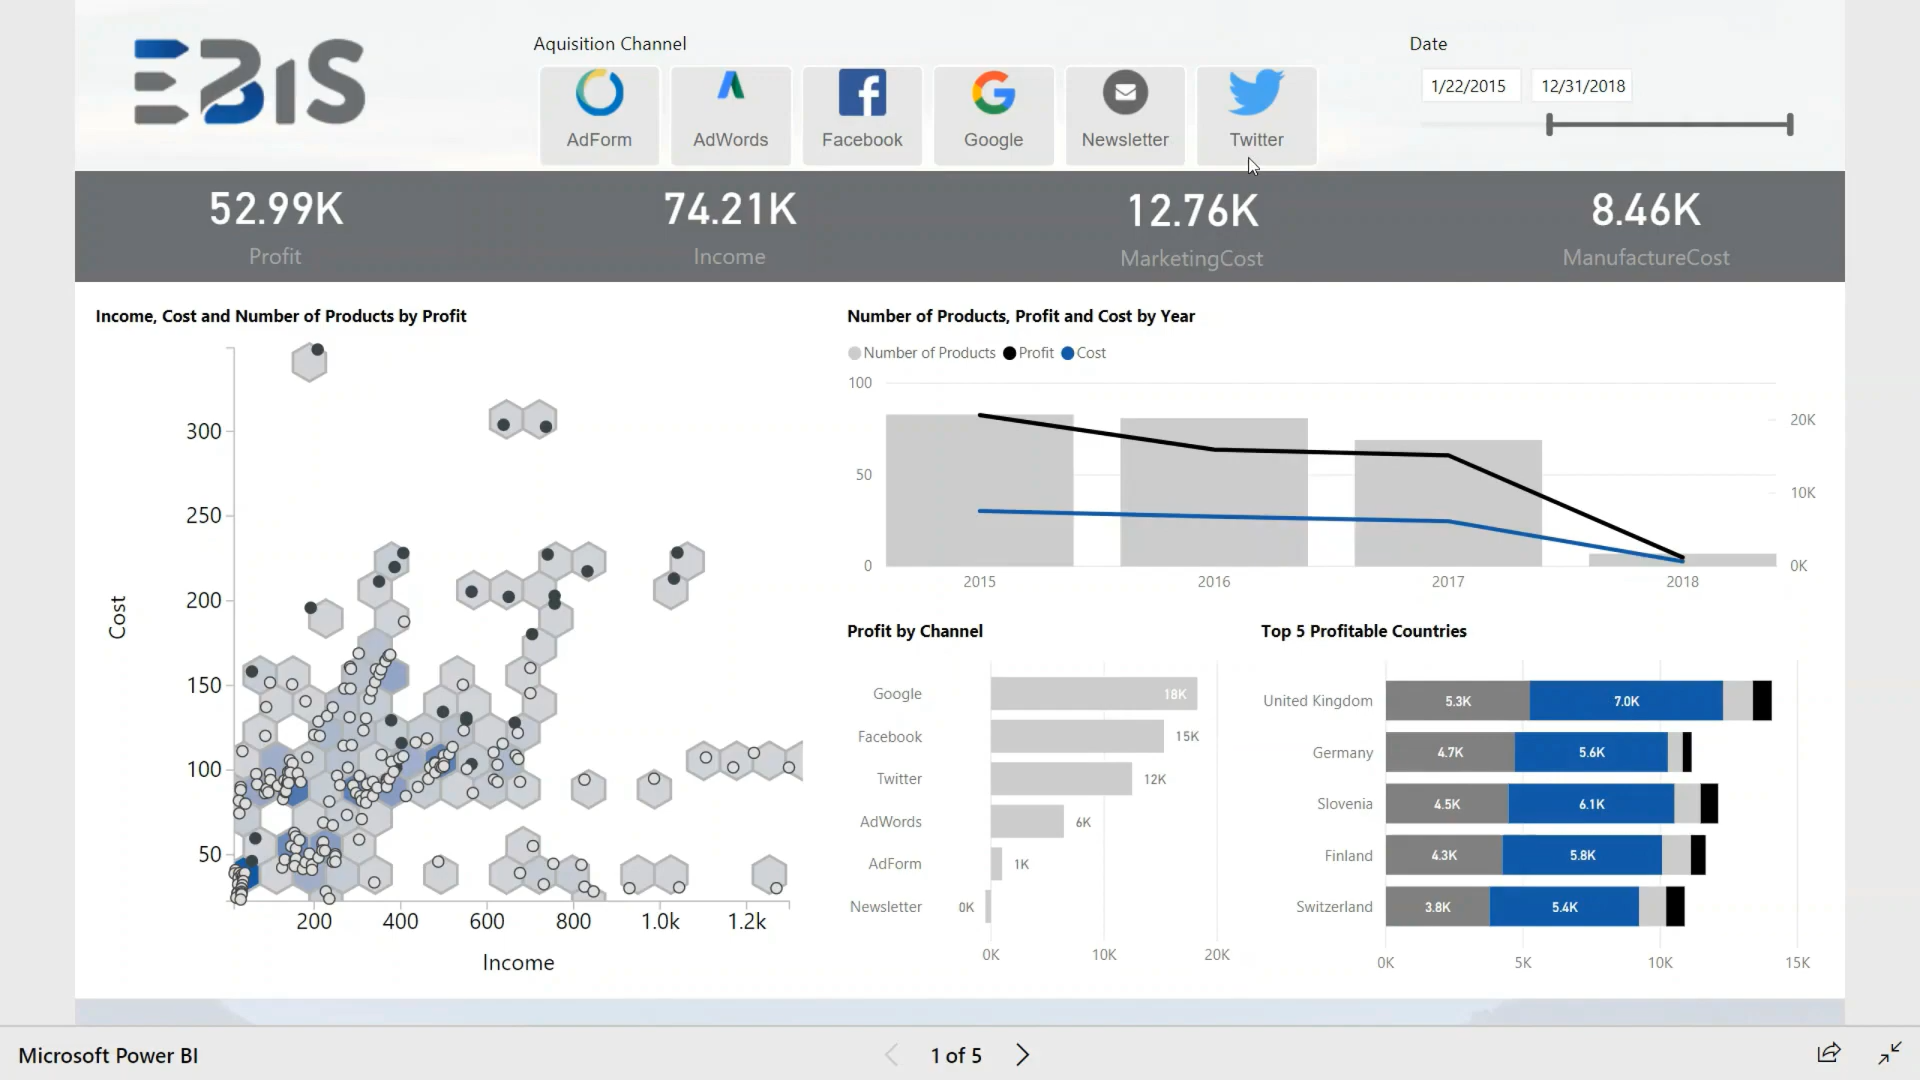 EBIS
Aquisition Channel
AdForm
AdWords
Facebook
Google
Newsletter
Twitter
Date
1/22/2015
12/31/2018
52.99K
Profit
74.21K
Income
12.76K
MarketingCost
8.46K
ManufactureCost
Income, Cost and Number of Products by Profit
Cost
300
250
200
150
100
50
200
400
600
800
1.0k
1.2k
Income
Number of Products, Profit and Cost by Year
Number of Products
Profit
Cost
100
50
0
20K
10K
0K
2015
2016
2017
2018
Profit by Channel
Google
18K
Facebook
15K
Twitter
12K
AdWords
6K
AdForm
1K
Newsletter
0K
0K
10K
20K
Top 5 Profitable Countries
United Kingdom
5.3K
7.0K
Germany
4.7K
5.6K
Slovenia
4.5K
6.1K
Finland
4.3K
5.8K
Switzerland
3.8K
5.4K
0K
5K
10K
15K
Microsoft Power BI
1 of 5